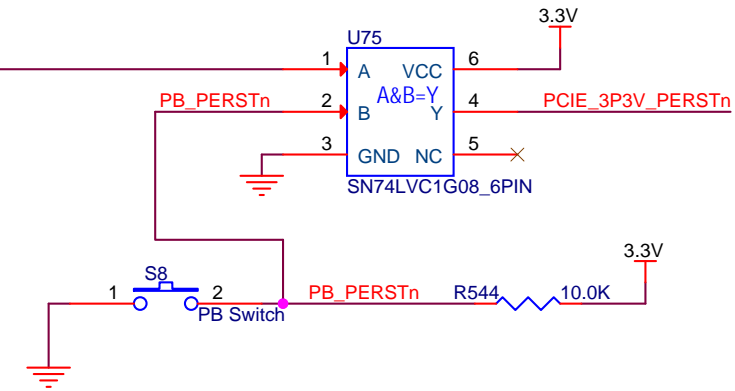 3.3V
U75
1 A VCC 6
A&B=Y
PB_PERSTn 2 B Y 4 PCIE_3P3V_PERSTn
3 GND NC 5
SN74LVC1G08_6PIN
3.3V
S8
1 2 PB_PERSTn R544 10.0K
PB Switch